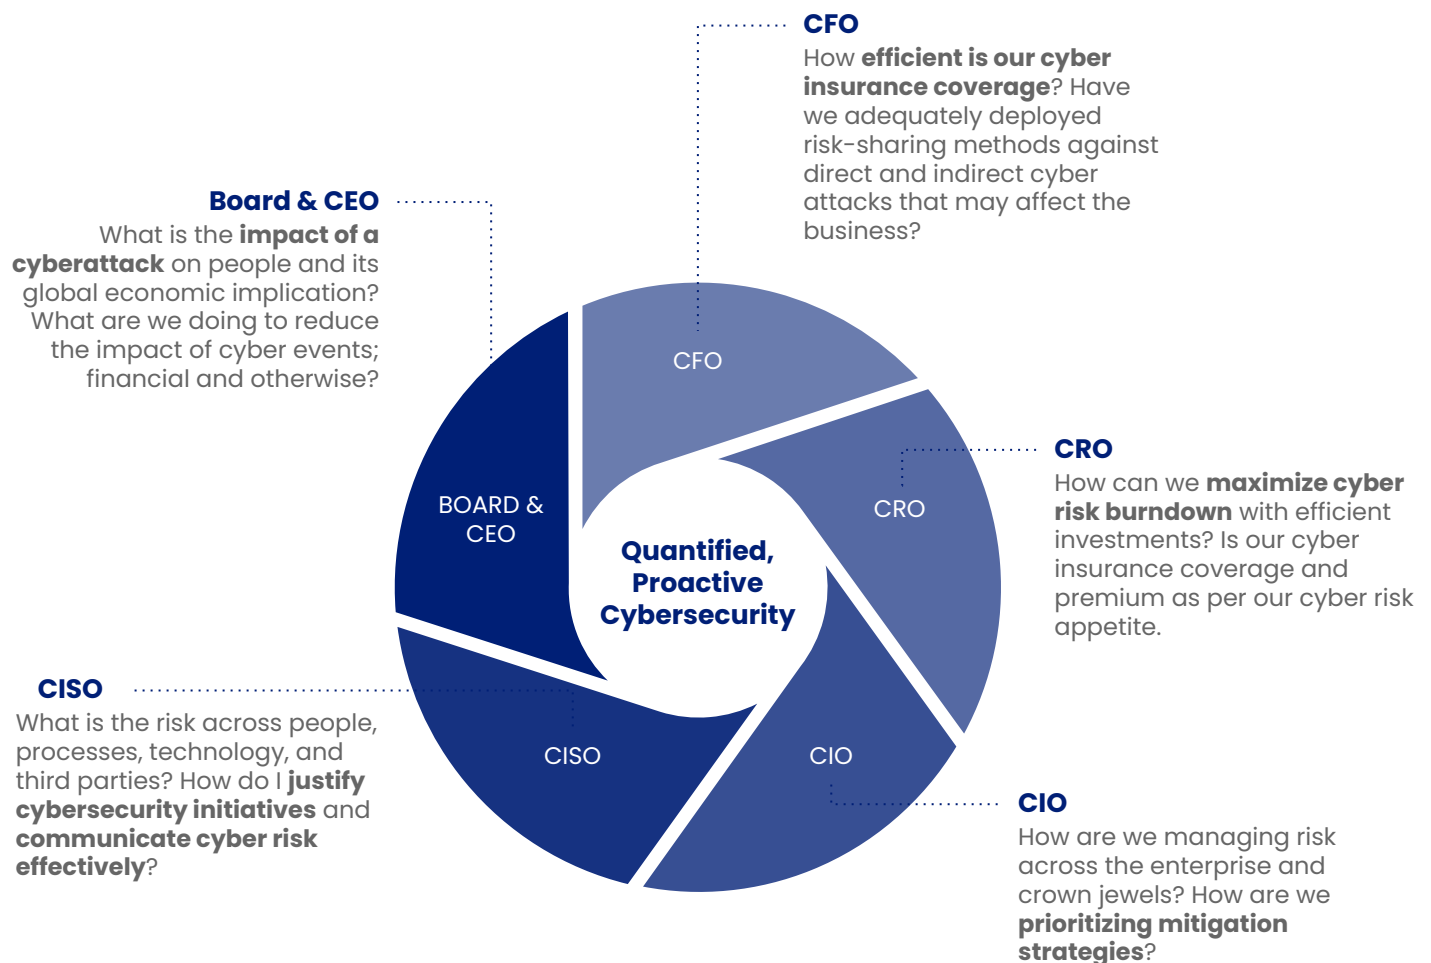 CFO
How efficient is our cyber
insurance coverage? Have
we adequately deployed
risk-sharing methods against
direct and indirect cyber
attacks that may affect the
business?
Board & CEO
What is the impact of a
cyberattack on people and its
global economic implication?
What are we doing to reduce
the impact of cyber events;
financial and otherwise?
CFO
CRO
How can we maximize cyber
risk burndown with efficient
investments? Is our cyber
insurance coverage and
premium as per our cyber risk
appetite.
BOARD &
CEO
CRO
Quantified,
Proactive
Cybersecurity
CISO
What is the risk across people,
processes, technology, and
third parties? How do I justify
cybersecurity initiatives and
communicate cyber risk
effectively?
CISO
CIO
CIO
How are we managing risk
across the enterprise and
crown jewels? How are we
prioritizing mitigation
strategies?